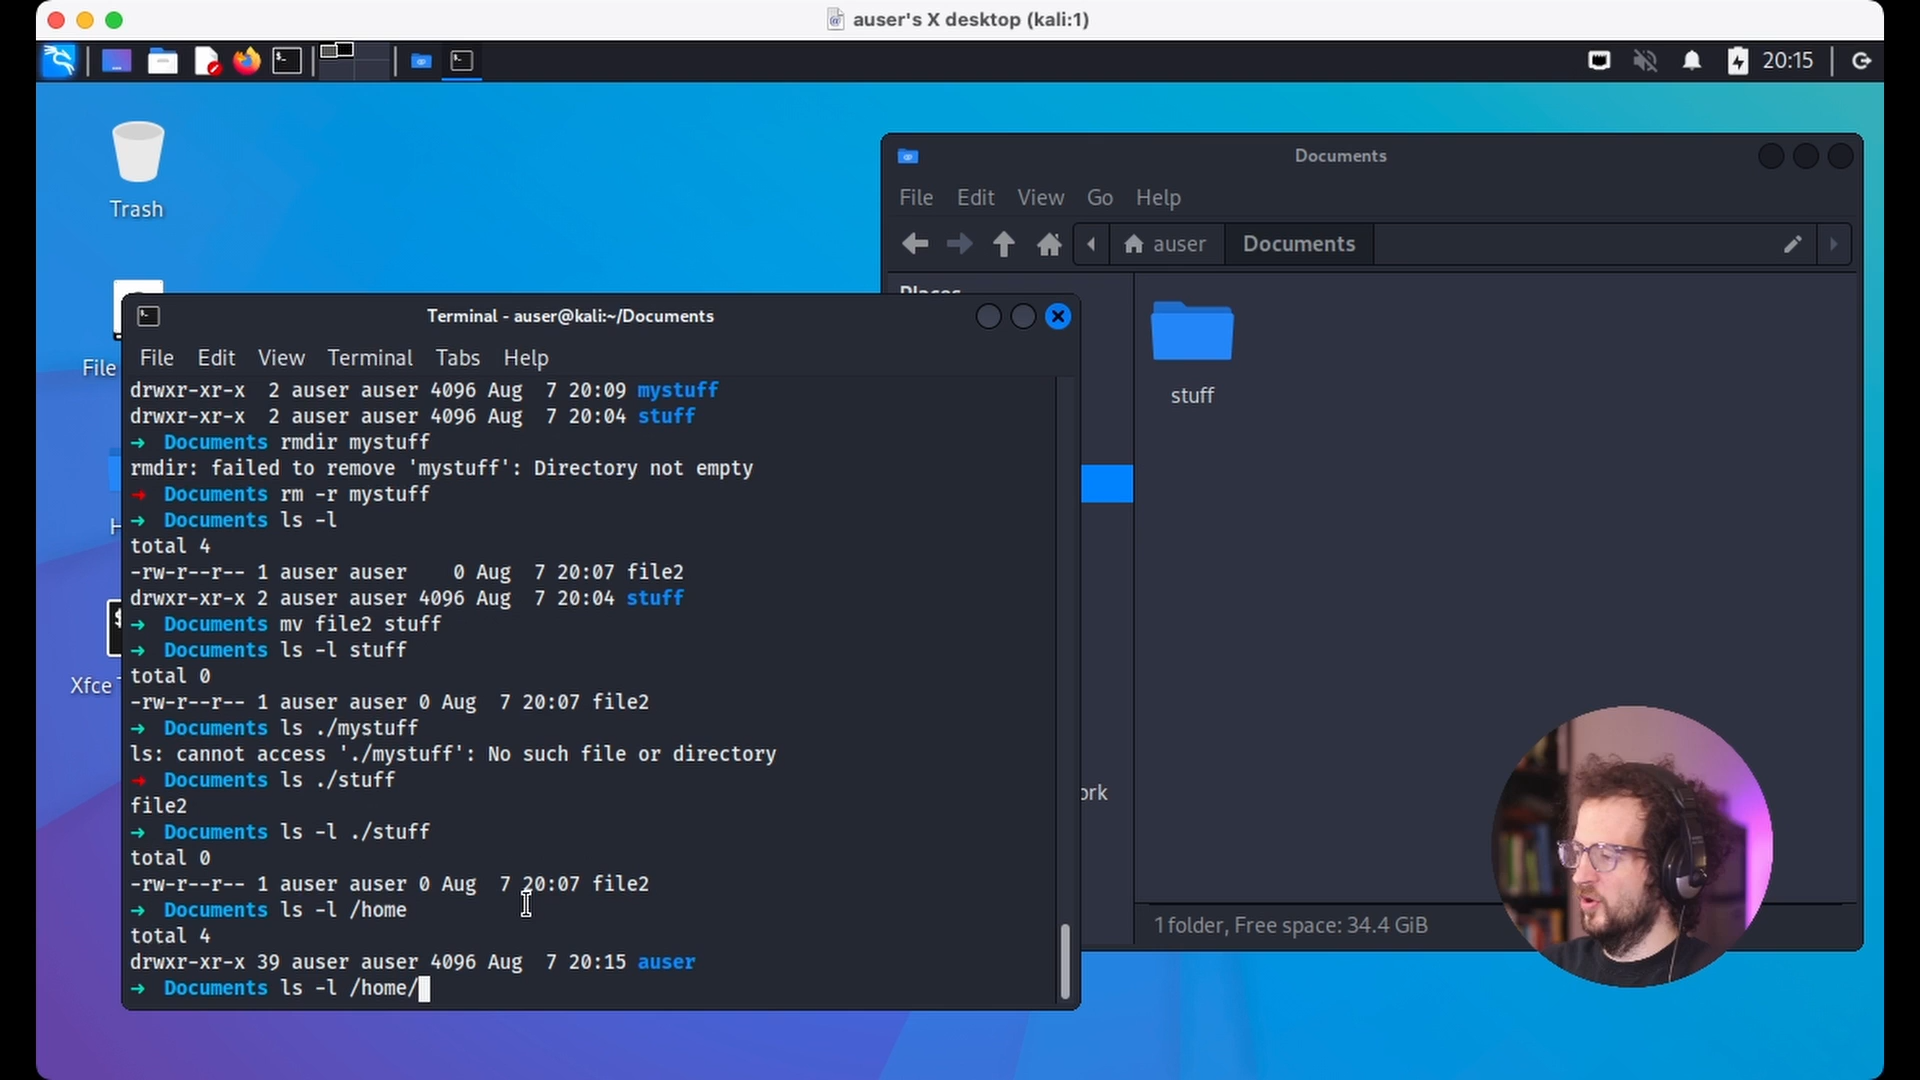 auser's X desktop (kali:1)
20:15
Trash
File
H
Xfce
Documents
File Edit View Go Help
auser Documents
Places
stuff
ork
1 folder, Free space: 34.4 GiB
Terminal - auser@kali:~/Documents
File Edit View Terminal Tabs Help
drwxr-xr-x  2 auser auser 4096 Aug  7 20:09 mystuff
drwxr-xr-x  2 auser auser 4096 Aug  7 20:04 stuff
→  Documents rmdir mystuff
rmdir: failed to remove 'mystuff': Directory not empty
→  Documents rm -r mystuff
→  Documents ls -l
total 4
-rw-r--r-- 1 auser auser    0 Aug  7 20:07 file2
drwxr-xr-x 2 auser auser 4096 Aug  7 20:04 stuff
→  Documents mv file2 stuff
→  Documents ls -l stuff
total 0
-rw-r--r-- 1 auser auser 0 Aug  7 20:07 file2
→  Documents ls ./mystuff
ls: cannot access './mystuff': No such file or directory
→  Documents ls ./stuff
file2
→  Documents ls -l ./stuff
total 0
-rw-r--r-- 1 auser auser 0 Aug  7 20:07 file2
→  Documents ls -l /home
total 4
drwxr-xr-x 39 auser auser 4096 Aug  7 20:15 auser
→  Documents ls -l /home/